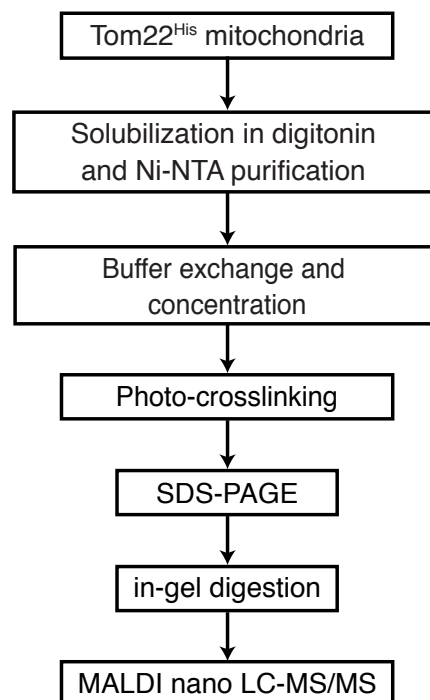 Tom22His mitochondria
Solubilization in digitonin
and Ni-NTA purification
Buffer exchange and
concentration
Photo-crosslinking
SDS-PAGE
in-gel digestion
MALDI nano LC-MS/MS